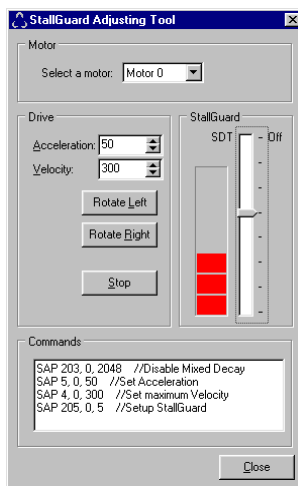 StallGuard Adjusting Tool
Motor
Select a motor: Motor 0
Drive
Acceleration: 50
Velocity: 300
Rotate Left
Rotate Right
Stop
StallGuard
SDT - Off
Commands
SAP 203, 0, 2048 //Disable Mixed Decay
SAP 5, 0, 50 //Set Acceleration
SAP 4, 0, 300 //Set maximum Velocity
SAP 205, 0, 5 //Setup StallGuard
Close